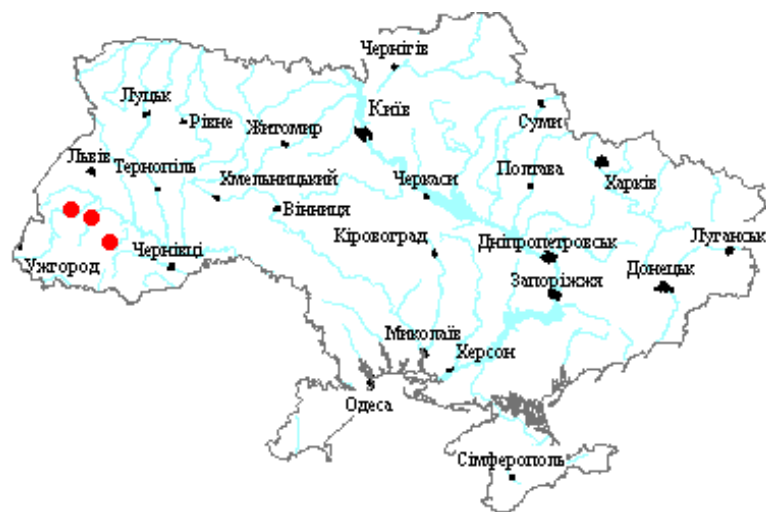 Чернігів
Луцьк
Рівне
Київ
Суми
Житомир
Львів
Тернопіль
Хмельницький
Черкаси
Полтава
Харків
Вінниця
Кіровоград
Дніпропетровськ
Луганськ
Чернівці
Ужгород
Запоріжжя
Донецьк
Миколаїв
Херсон
Одеса
Сімферополь